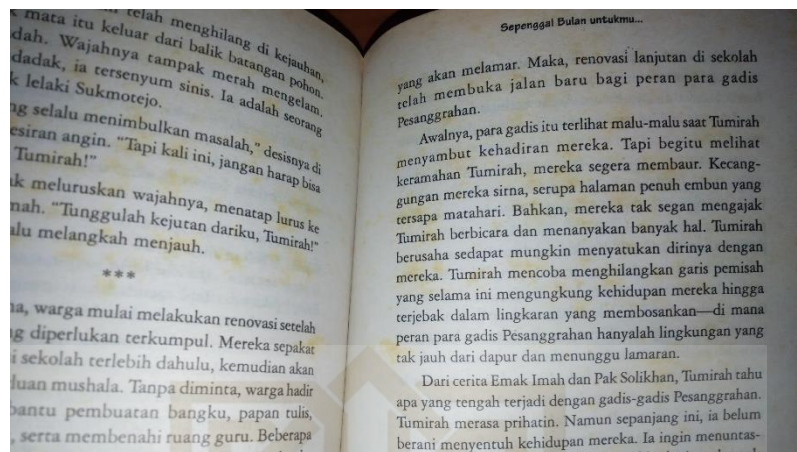 telah menghilang di kejauhan,
mata itu keluar dari balik batangan pohon.
dah. Wajahnya tampak merah mengelam.
dadak, ia tersenyum sinis. Ia adalah seorang
k lelaki Sukmotejo.
ng selalu menimbulkan masalah," desisnya di
esiran angin. "Tapi kali ini, jangan harap bisa
Tumirah!"
ak meluruskan wajahnya, menatap lurus ke
mah. "Tunggulah kejutan dariku, Tumirah!"
alu melangkah menjauh.
***
na, warga mulai melakukan renovasi setelah
g diperlukan terkumpul. Mereka sepakat
i sekolah terlebih dahulu, kemudian akan
luan mushala. Tanpa diminta, warga hadir
bantu pembuatan bangku, papan tulis,
, serta membenahi ruang guru. Beberapa
Sepenggal Bulan untukmu...
yang akan melamar. Maka, renovasi lanjutan di sekolah
telah membuka jalan baru bagi peran para gadis
Pesanggrahan.
Awalnya, para gadis itu terlihat malu-malu saat Tumirah
menyambut kehadiran mereka. Tapi begitu melihat
keramahan Tumirah, mereka segera membaur. Kecang-
gungan mereka sirna, serupa halaman penuh embun yang
tersapa matahari. Bahkan, mereka tak segan mengajak
Tumirah berbicara dan menanyakan banyak hal. Tumirah
berusaha sedapat mungkin menyatukan dirinya dengan
mereka. Tumirah mencoba menghilangkan garis pemisah
yang selama ini mengungkung kehidupan mereka hingga
terjebak dalam lingkaran yang membosankan—di mana
peran para gadis Pesanggrahan hanyalah lingkungan yang
tak jauh dari dapur dan menunggu lamaran.
Dari cerita Emak Imah dan Pak Solikhan, Tumirah tahu
apa yang tengah terjadi dengan gadis-gadis Pesanggrahan.
Tumirah merasa prihatin. Namun sepanjang ini, ia belum
berani menyentuh kehidupan mereka. Ia ingin menuntas-